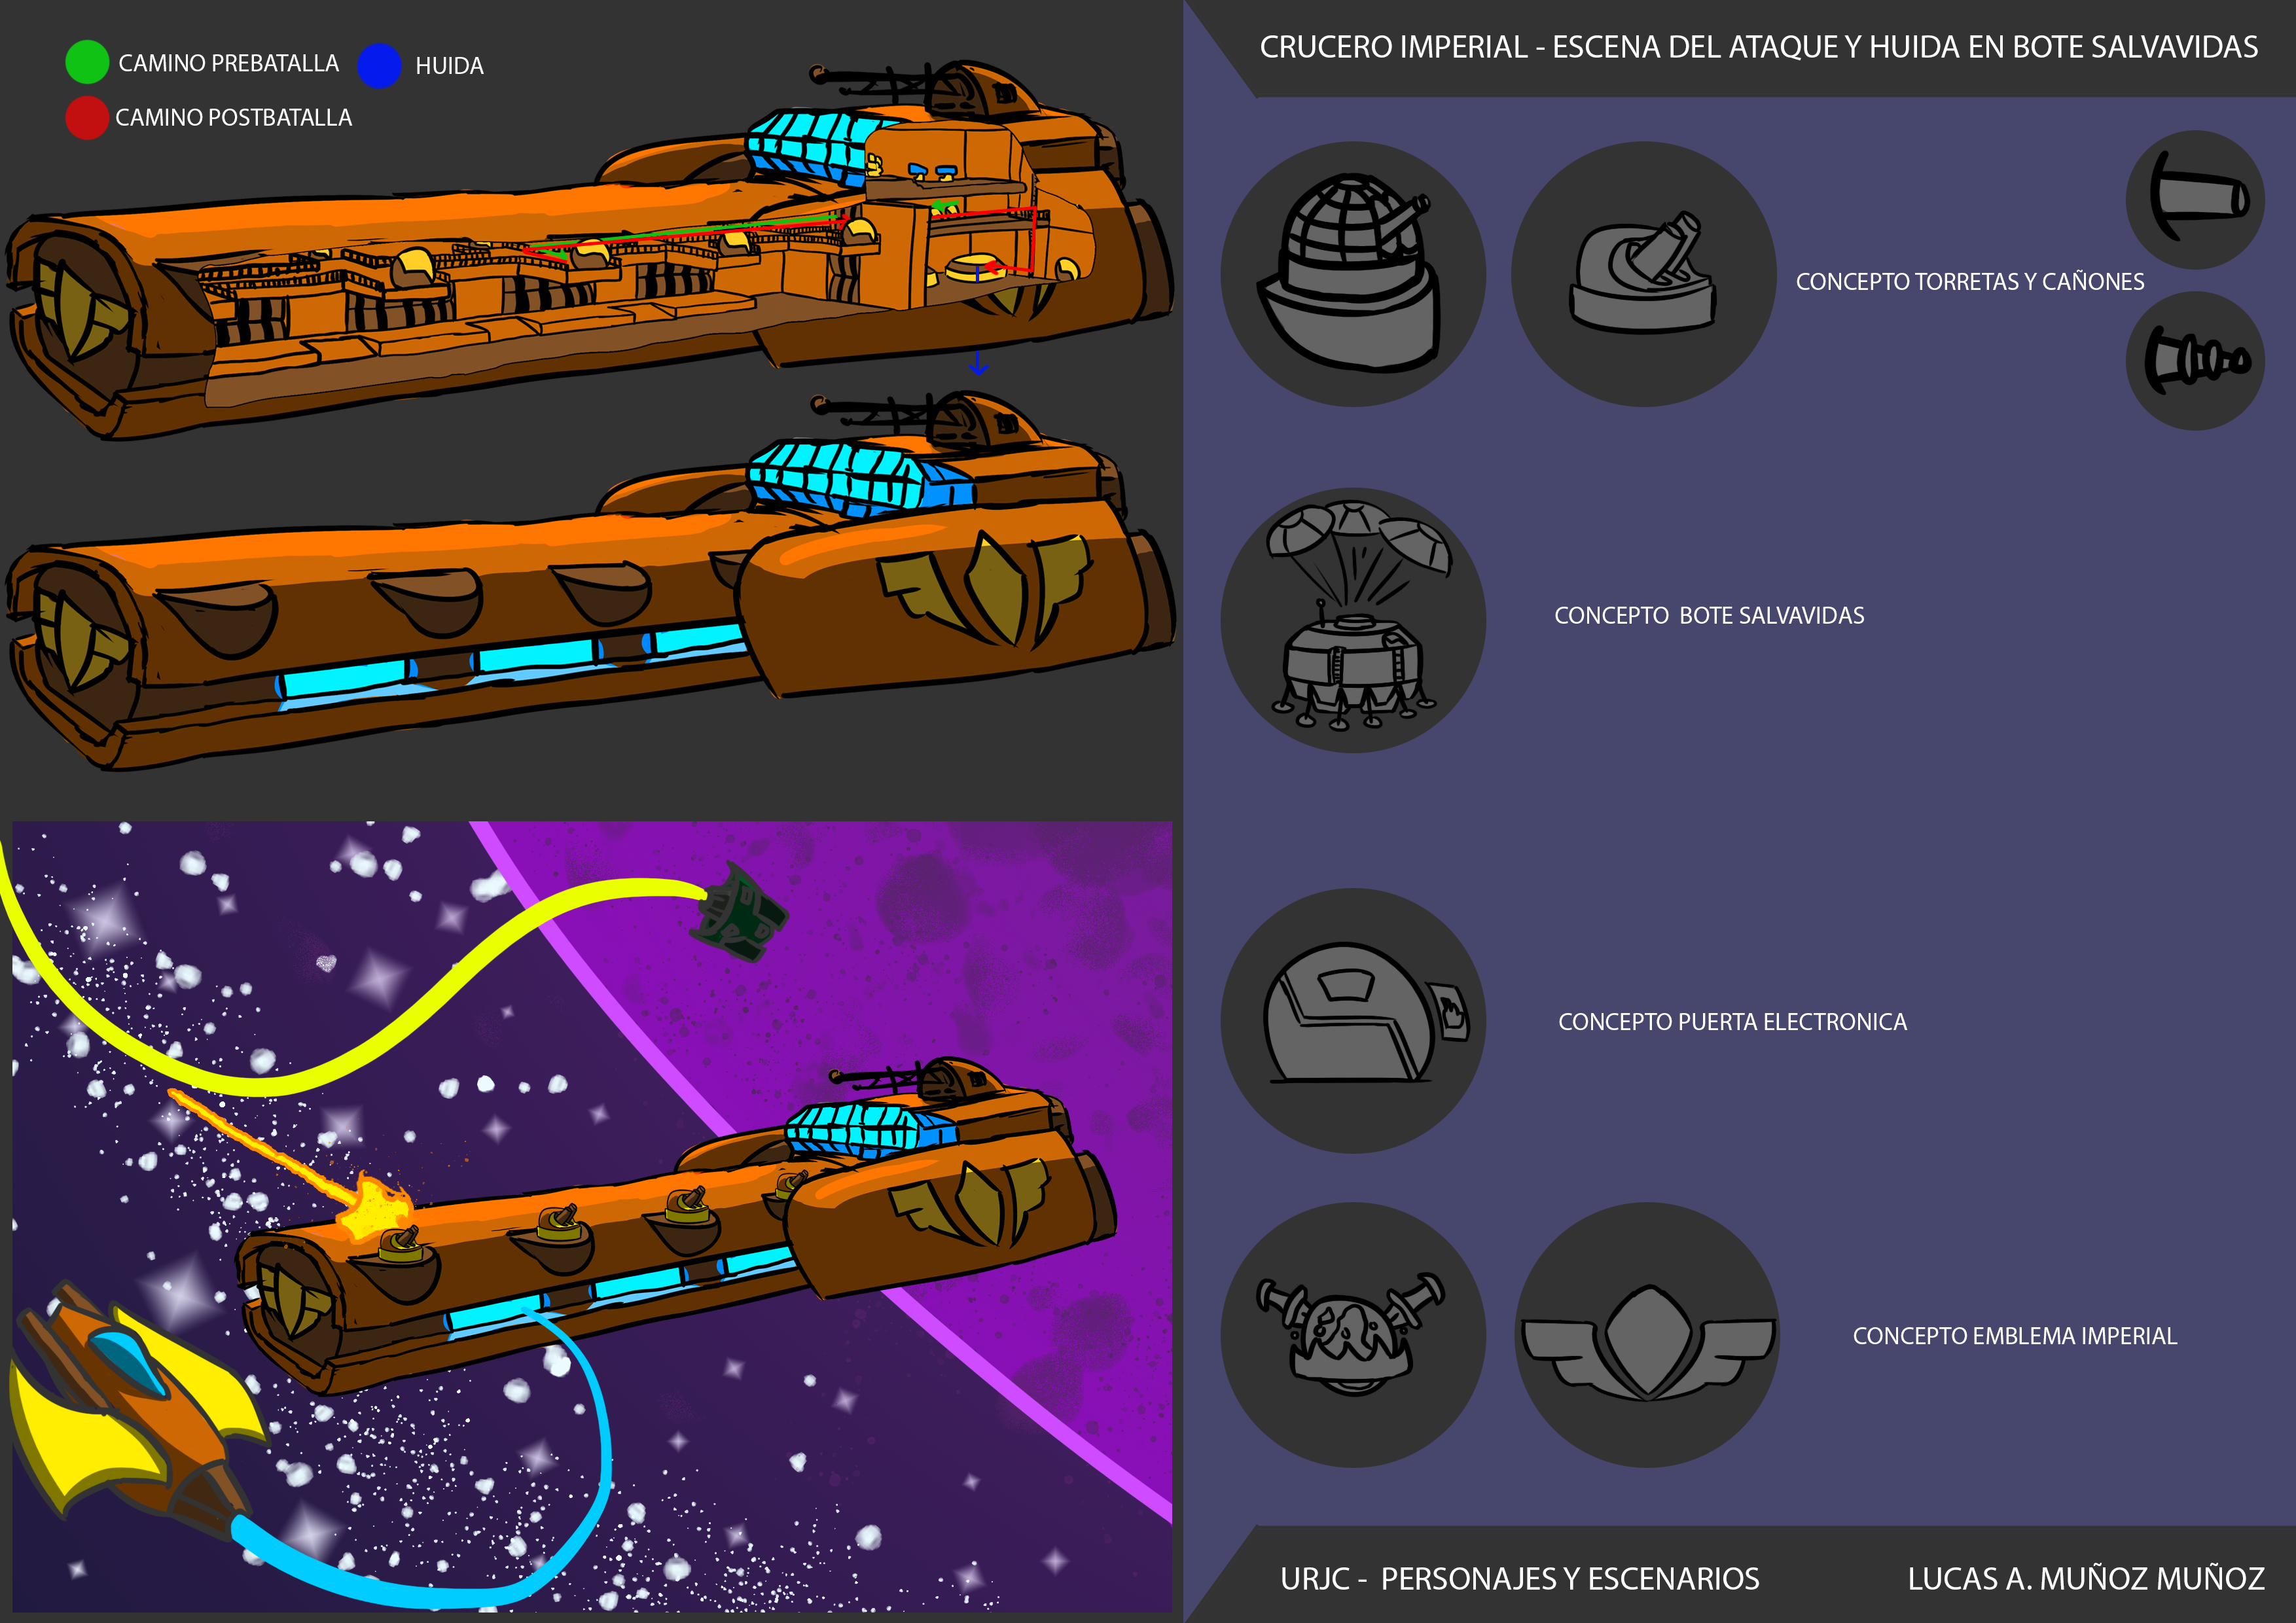 CAMINO PREBATALLA
HUIDA
CAMINO POSTBATALLA
CRUCERO IMPERIAL - ESCENA DEL ATAQUE Y HUIDA EN BOTE SALVAVIDAS
CONCEPTO TORRETAS Y CAÑONES
CONCEPTO  BOTE SALVAVIDAS
CONCEPTO PUERTA ELECTRONICA
CONCEPTO EMBLEMA IMPERIAL
URJC -  PERSONAJES Y ESCENARIOS
LUCAS A. MUÑOZ MUÑOZ